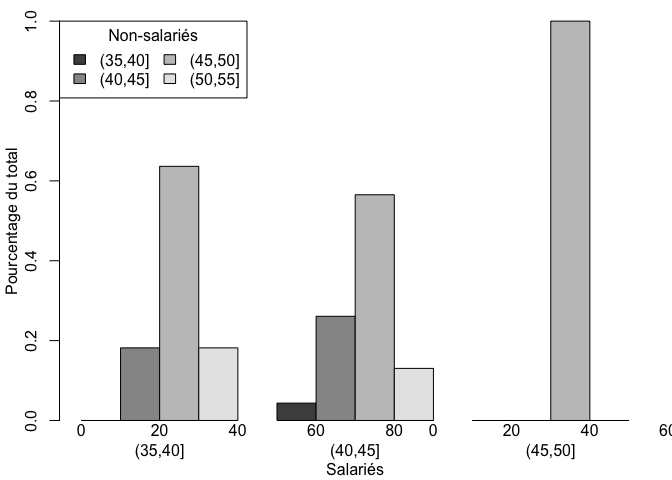 Non-salariés
(35,40] (45,50]
(40,45] (50,55]
Pourcentage du total
1.0
0.8
0.6
0.4
0.2
0.0
0 20 40 60 80 0 20 40 60
(35,40] (40,45] (45,50]
Salariés